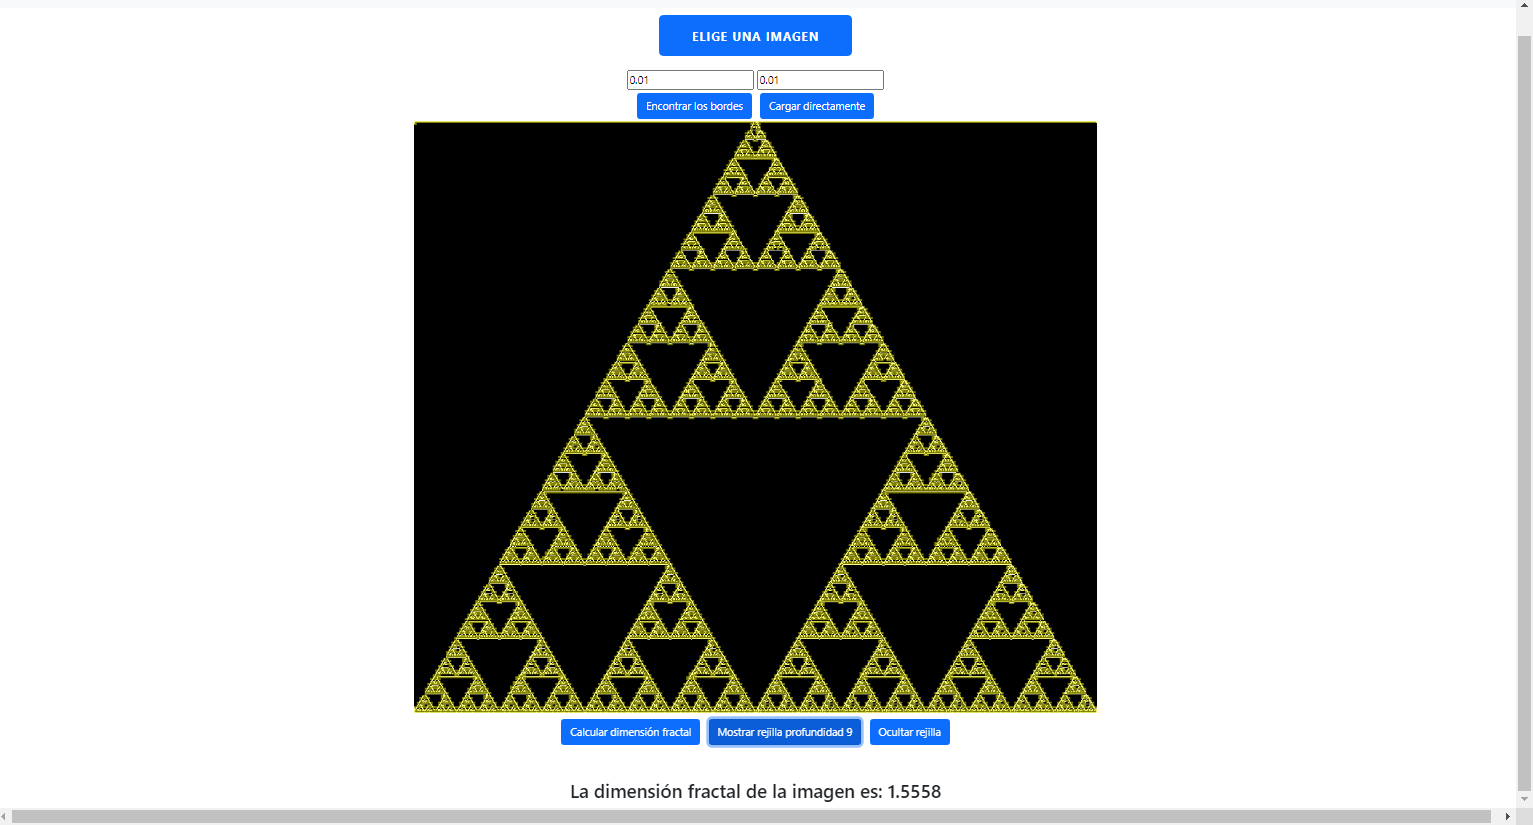 ELIGE UNA IMAGEN
0.01 0.01
Encontrar los bordes Cargar directamente
Calcular dimensión fractal Mostrar rejilla profundidad 9 Ocultar rejilla
La dimensión fractal de la imagen es: 1.5558